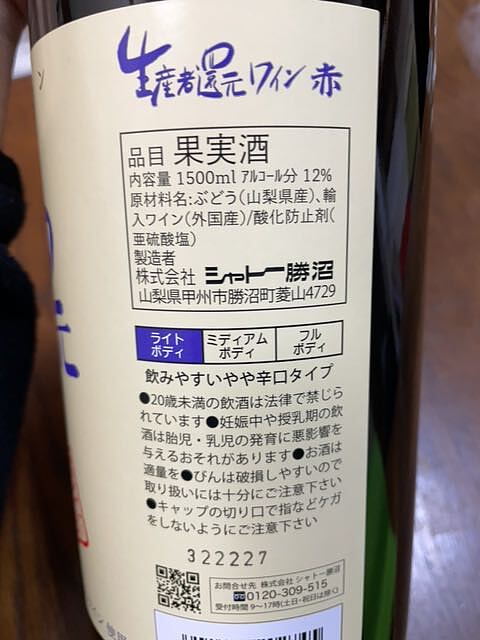 生産者還元ワイン 赤
品目 果実酒
内容量 1500ml アルコール分 12%
原材料名:ぶどう(山梨県産)、輸
入ワイン(外国産)/酸化防止剤(
亜硫酸塩)
製造者
株式会社 シャトー勝沼
山梨県甲州市勝沼町菱山4729
ライト
ボディ
ミディアム
ボディ
フル
ボディ
飲みやすいやや辛口タイプ
●20歳未満の飲酒は法律で禁じら
れています●妊娠中や授乳期の飲
酒は胎児・乳児の発育に悪影響を
与えるおそれがあります●お酒は
適量を●びんは破損しやすいので
取り扱いには十分にご注意下さい
●キャップの切り口で指などケガ
をしないようにご注意下さい
322227
お問合せ先 株式会社 シャトー勝沼
0120-309-515
受付時間 9〜17時(土・日・祝日は除く)